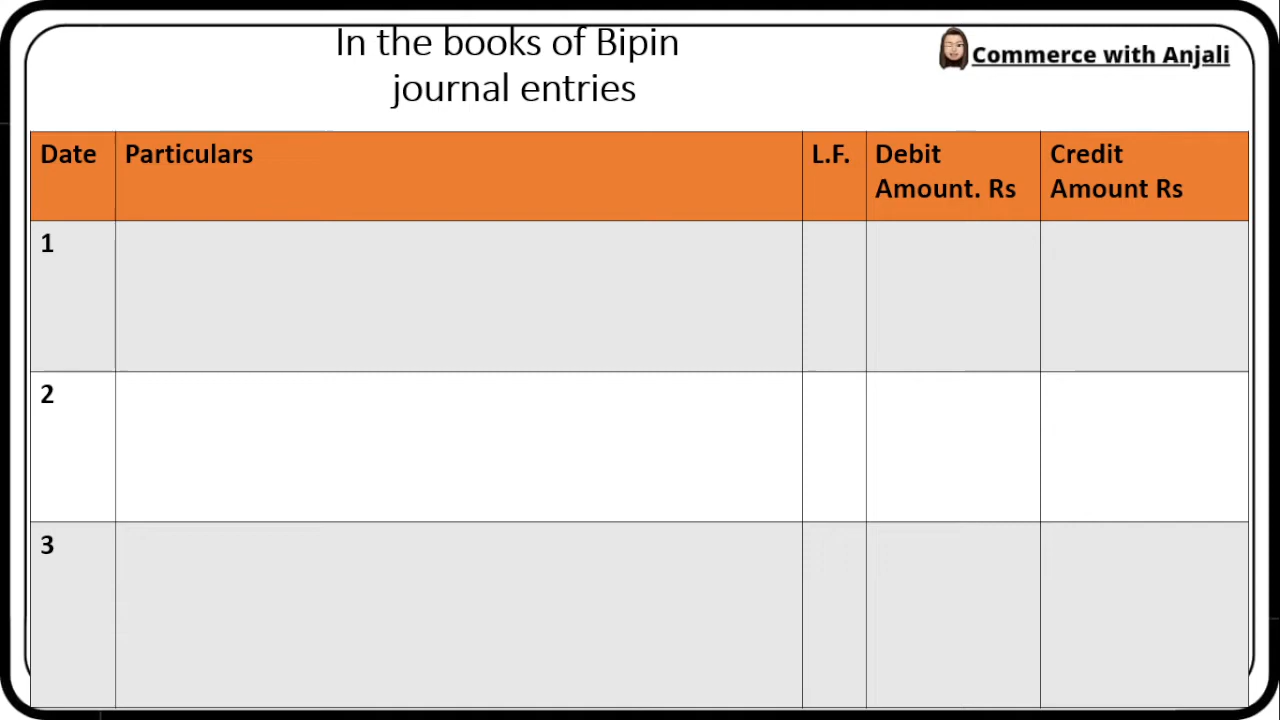 In the books of Bipin
journal entries
Commerce with Anjali
Date Particulars L.F. Debit Amount. Rs Credit Amount Rs
1
2
3